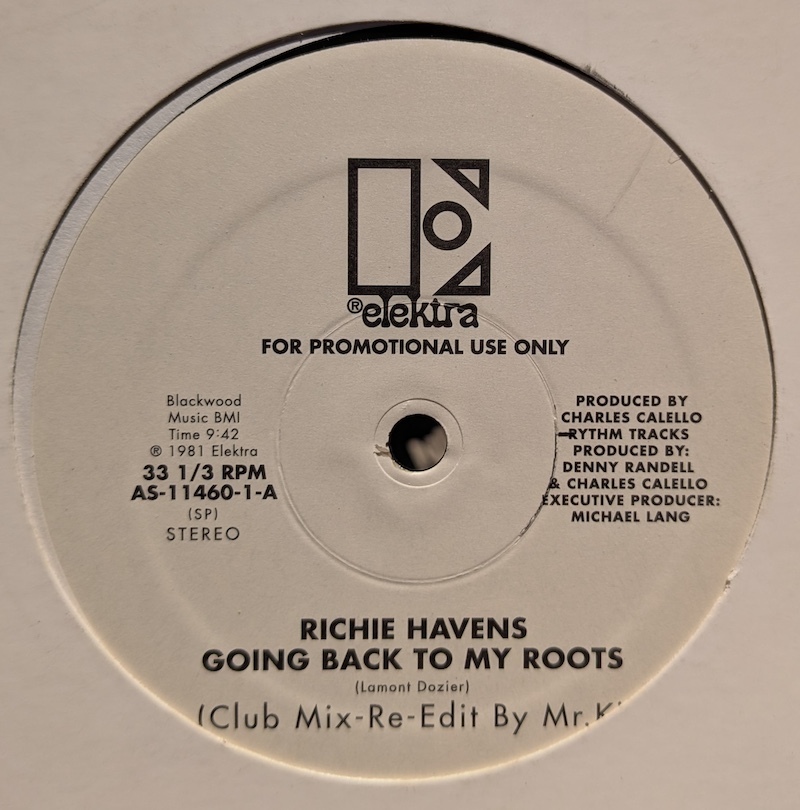 ® elektra
FOR PROMOTIONAL USE ONLY
Blackwood
Music BMI
Time 9:42
℗ 1981 Elektra
33 1/3 RPM
AS-11460-1-A
(SP)
STEREO
PRODUCED BY
CHARLES CALELLO
RYTHM TRACKS
PRODUCED BY:
DENNY RANDELL
& CHARLES CALELLO
EXECUTIVE PRODUCER:
MICHAEL LANG
RICHIE HAVENS
GOING BACK TO MY ROOTS
(Lamont Dozier)
(Club Mix-Re-Edit By Mr.